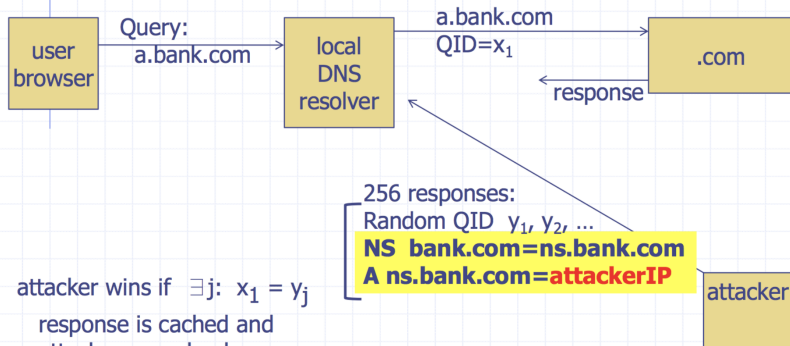 Query:
a.bank.com
user
browser
local
DNS
resolver
a.bank.com
QID=x₁
.com
response
256 responses:
Random QID y₁, y₂, ...
NS bank.com=ns.bank.com
A ns.bank.com=attackerIP
attacker
attacker wins if ∃j: x₁ = yⱼ
response is cached and